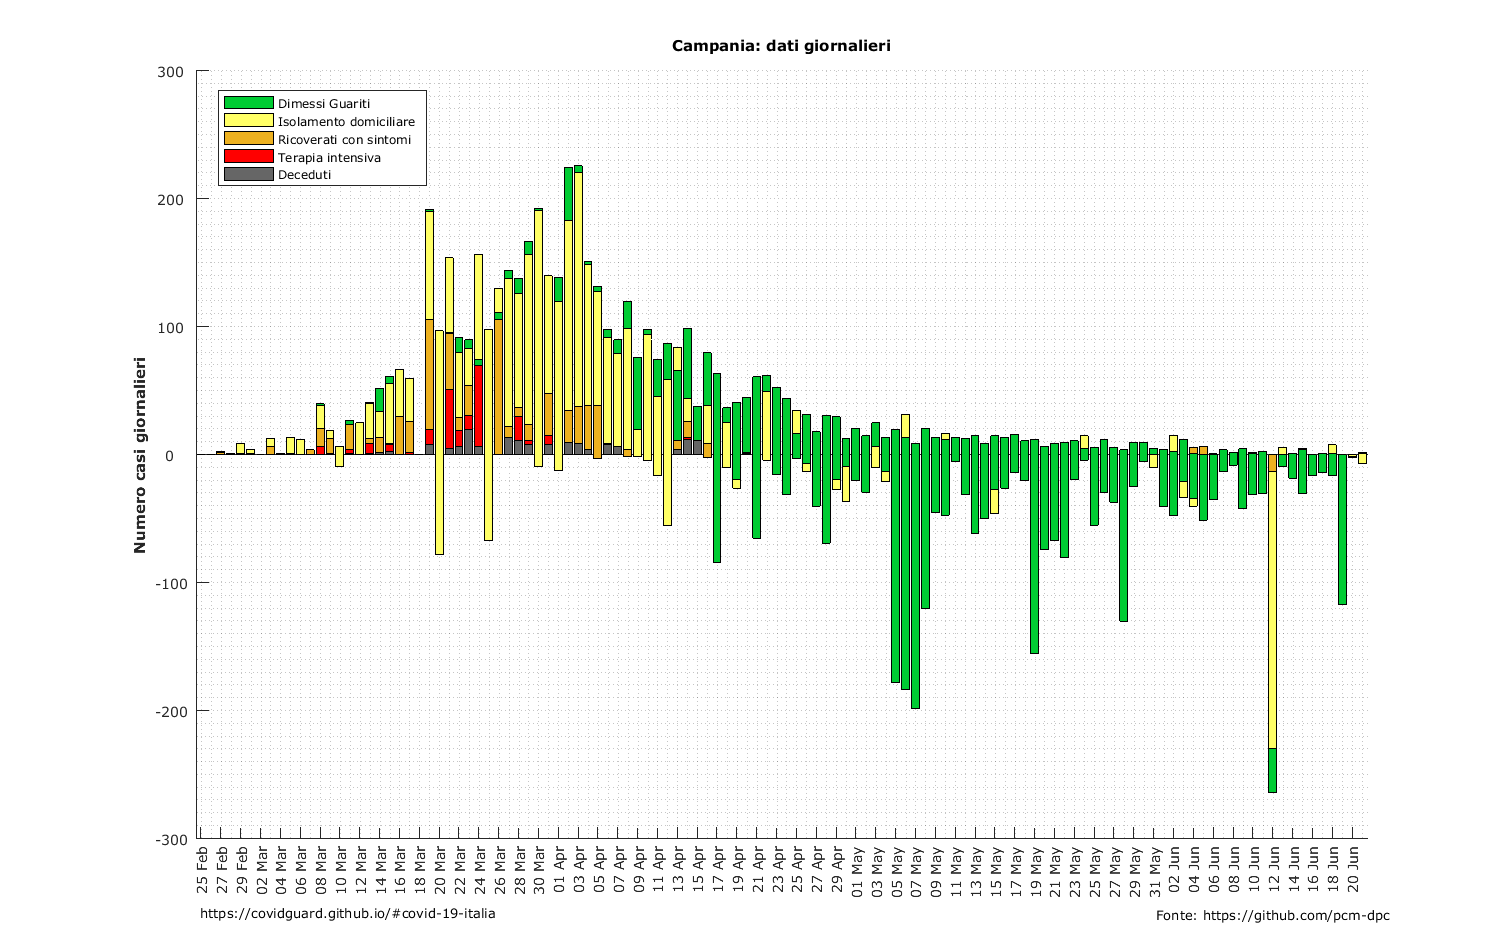 Campania: dati giornalieri
300
200
100
0
-100
-200
-300
Numero casi giornalieri
Dimessi Guariti
Isolamento domiciliare
Ricoverati con sintomi
Terapia intensiva
Deceduti
25 Feb
27 Feb
29 Feb
02 Mar
04 Mar
06 Mar
08 Mar
10 Mar
12 Mar
14 Mar
16 Mar
18 Mar
20 Mar
22 Mar
24 Mar
26 Mar
28 Mar
30 Mar
01 Apr
03 Apr
05 Apr
07 Apr
09 Apr
11 Apr
13 Apr
15 Apr
17 Apr
19 Apr
21 Apr
23 Apr
25 Apr
27 Apr
29 Apr
01 May
03 May
05 May
07 May
09 May
11 May
13 May
15 May
17 May
19 May
21 May
23 May
25 May
27 May
29 May
31 May
02 Jun
04 Jun
06 Jun
08 Jun
10 Jun
12 Jun
14 Jun
16 Jun
18 Jun
20 Jun
https://covidguard.github.io/#covid-19-italia
Fonte: https://github.com/pcm-dpc